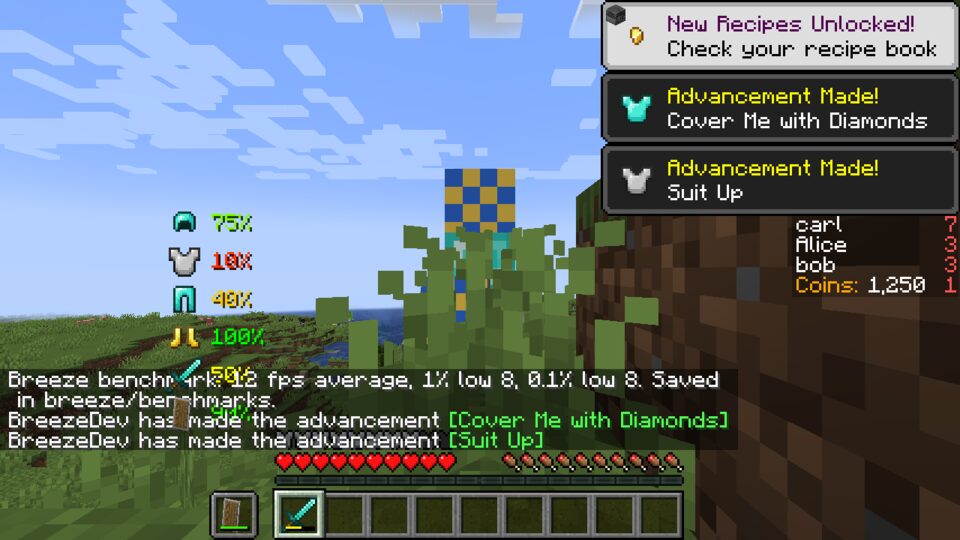 New Recipes Unlocked!
Check your recipe book
Advancement Made!
Cover Me with Diamonds
Advancement Made!
Suit Up
carl 7
Alice 3
bob 3
Coins: 1,250 1
75%
10%
40%
100%
50%
Breeze benchmark: 12 fps average, 1% low 8, 0.1% low 8. Saved
in breeze/benchmarks.
BreezeDev has made the advancement [Cover Me with Diamonds]
BreezeDev has made the advancement [Suit Up]